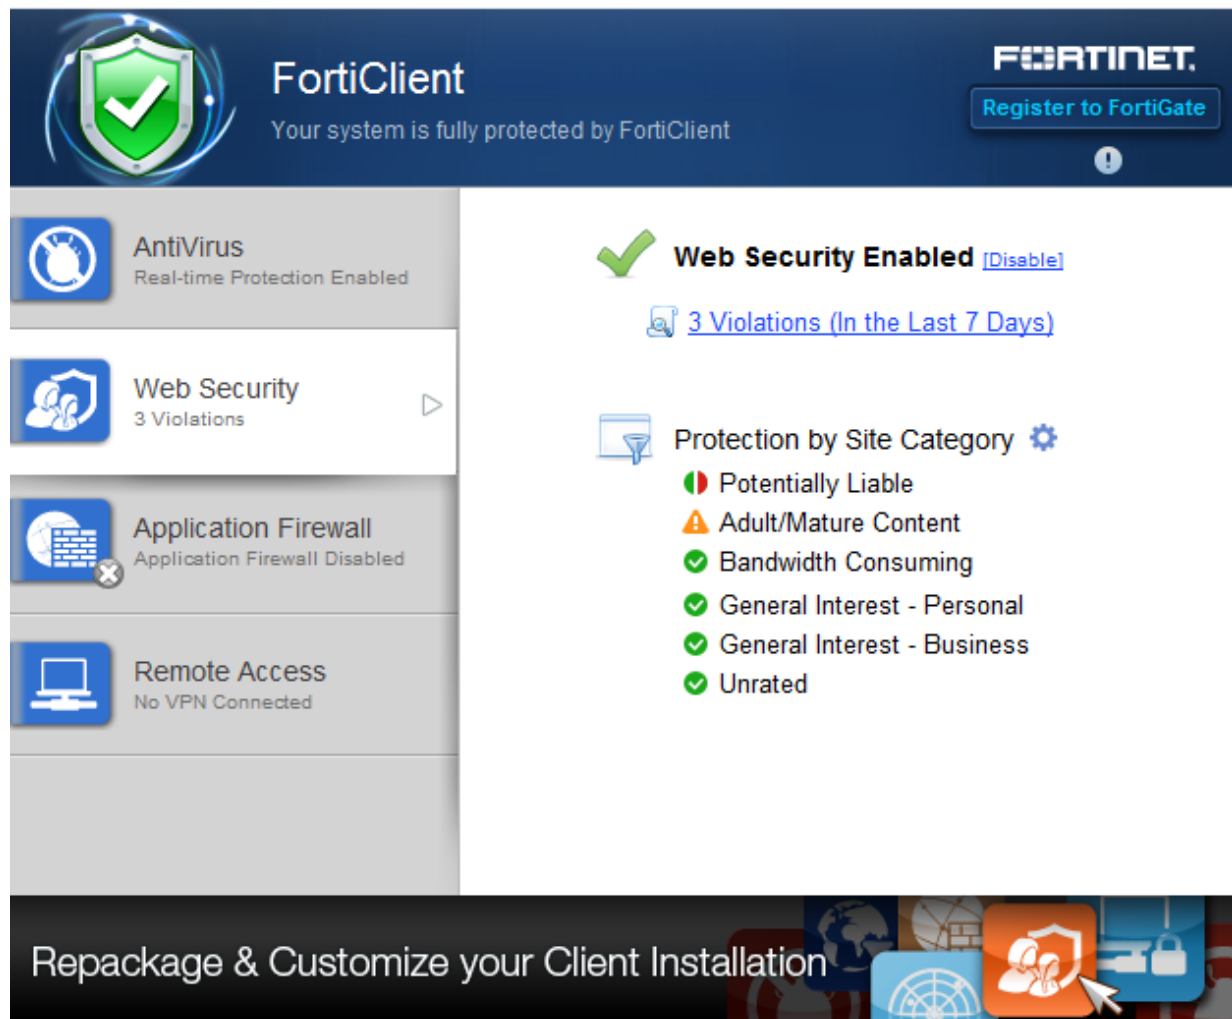 FortiClient
Your system is fully protected by FortiClient
FORTINET
Register to FortiGate
AntiVirus
Real-time Protection Enabled
Web Security
3 Violations
Application Firewall
Application Firewall Disabled
Remote Access
No VPN Connected
Web Security Enabled [Disable]
3 Violations (In the Last 7 Days)
Protection by Site Category
Potentially Liable
Adult/Mature Content
Bandwidth Consuming
General Interest - Personal
General Interest - Business
Unrated
Repackage & Customize your Client Installation